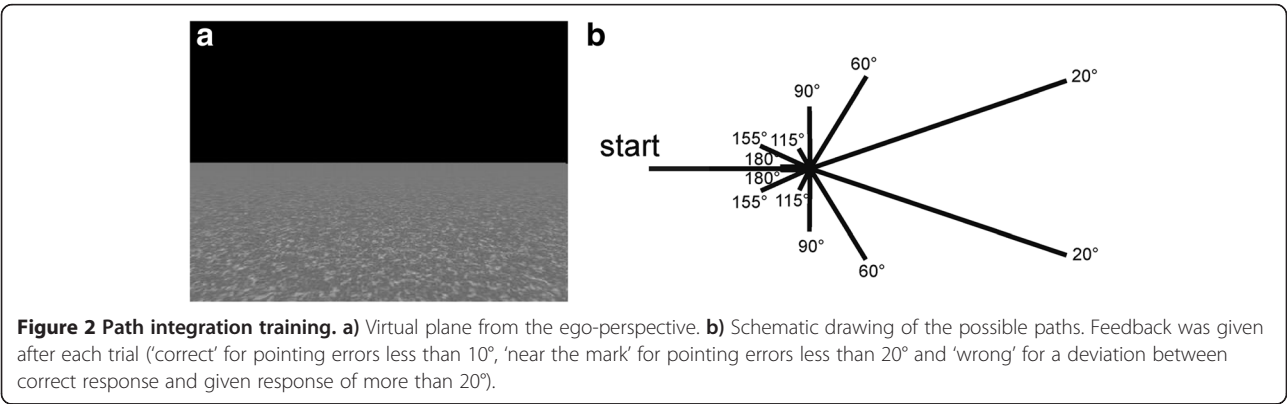 a
b
60°
20°
90°
155° 115°
start
180°
180°
155° 115°
90°
60°
20°
Figure 2 Path integration training. a) Virtual plane from the ego-perspective. b) Schematic drawing of the possible paths. Feedback was given
after each trial (‘correct’ for pointing errors less than 10°, ‘near the mark’ for pointing errors less than 20° and ‘wrong’ for a deviation between
correct response and given response of more than 20°).